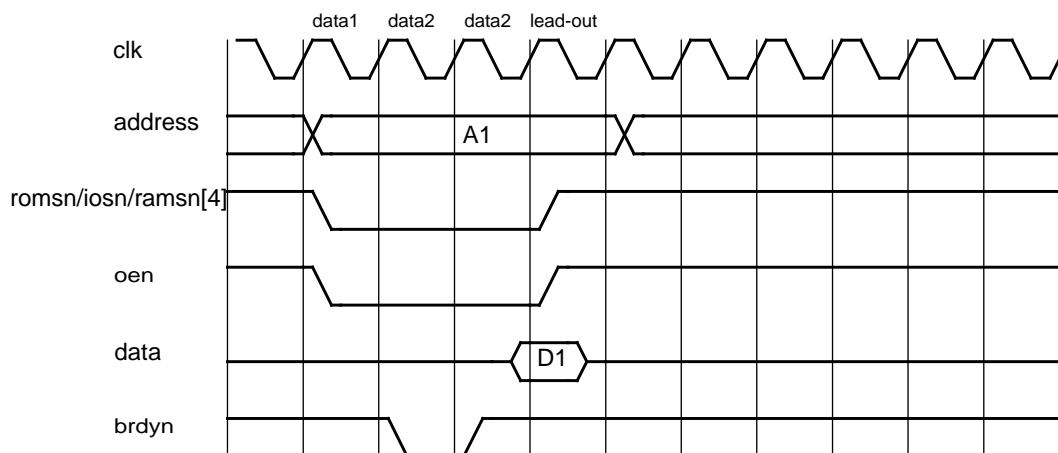 data1 data2 data2 lead-out
clk
address
A1
romsn/iosn/ramsn[4]
oen
data
D1
brdyn